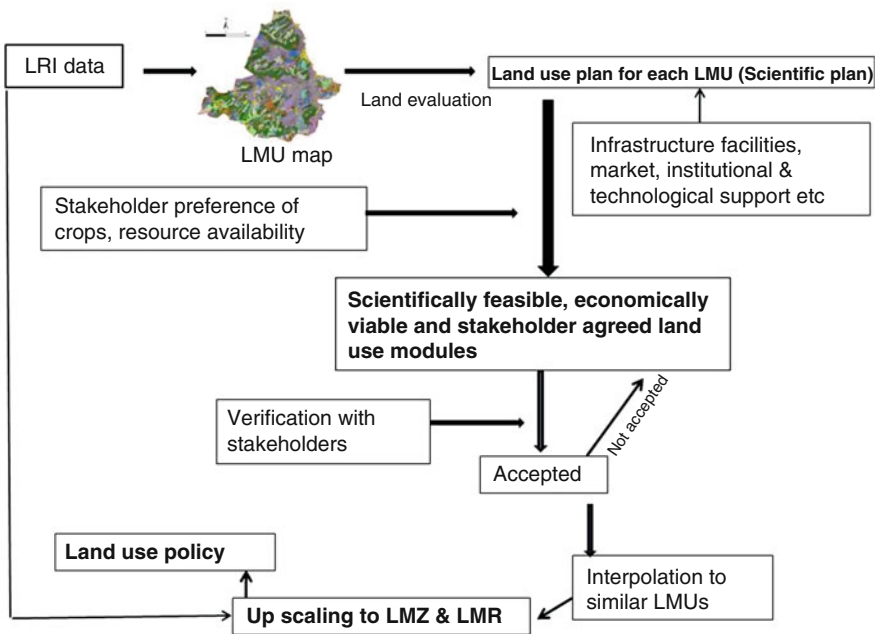 LRI data
LMU map
Land evaluation
Land use plan for each LMU (Scientific plan)
Infrastructure facilities,
market, institutional &
technological support etc
Stakeholder preference of
crops, resource availability
Scientifically feasible, economically
viable and stakeholder agreed land
use modules
Verification with
stakeholders
Not accepted
Accepted
Interpolation to
similar LMUs
Land use policy
Up scaling to LMZ & LMR